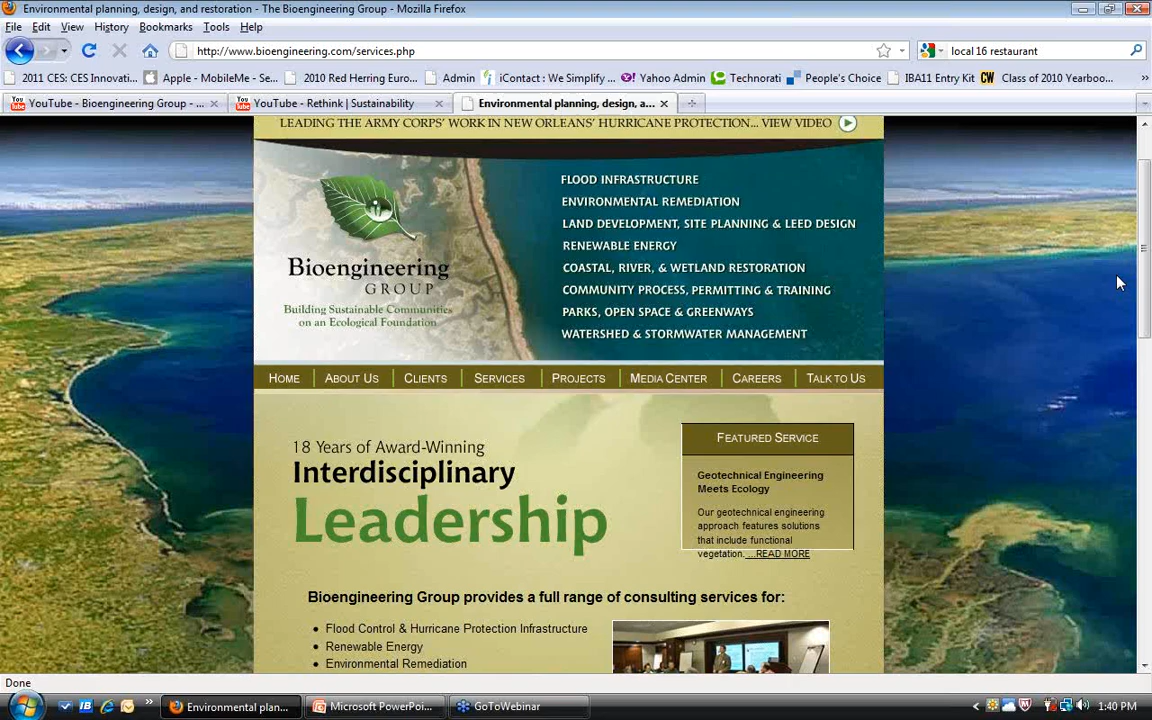 Environmental planning, design, and restoration - The Bioengineering Group - Mozilla Firefox
File Edit View History Bookmarks Tools Help
http://www.bioengineering.com/services.php
local 16 restaurant
2011 CES: CES Innovati... Apple - MobileMe - Se... 2010 Red Herring Euro... Admin iContact : We Simplify ... Yahoo Admin Technorati People's Choice IBA11 Entry Kit CW Class of 2010 Yearboo... »
YouTube - Bioengineering Group - ... YouTube - Rethink | Sustainability Environmental planning, design, a...
LEADING THE ARMY CORPS' WORK IN NEW ORLEANS' HURRICANE PROTECTION... VIEW VIDEO
FLOOD INFRASTRUCTURE
ENVIRONMENTAL REMEDIATION
LAND DEVELOPMENT, SITE PLANNING & LEED DESIGN
RENEWABLE ENERGY
COASTAL, RIVER, & WETLAND RESTORATION
COMMUNITY PROCESS, PERMITTING & TRAINING
PARKS, OPEN SPACE & GREENWAYS
WATERSHED & STORMWATER MANAGEMENT
Bioengineering
GROUP
Building Sustainable Communities
on an Ecological Foundation
HOME ABOUT US CLIENTS SERVICES PROJECTS MEDIA CENTER CAREERS TALK TO US
18 Years of Award-Winning
Interdisciplinary
Leadership
FEATURED SERVICE
Geotechnical Engineering
Meets Ecology
Our geotechnical engineering
approach features solutions
that include functional
vegetation. ...READ MORE
Bioengineering Group provides a full range of consulting services for:
Flood Control & Hurricane Protection Infrastructure
Renewable Energy
Environmental Remediation
Done
Environmental plan... Microsoft PowerPoi... GoToWebinar 1:40 PM